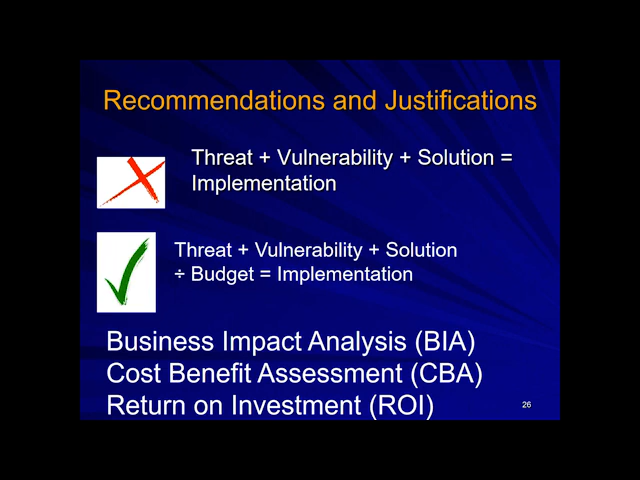 Recommendations and Justifications
Threat + Vulnerability + Solution =
Implementation
Threat + Vulnerability + Solution
÷ Budget = Implementation
Business Impact Analysis (BIA)
Cost Benefit Assessment (CBA)
Return on Investment (ROI)
26